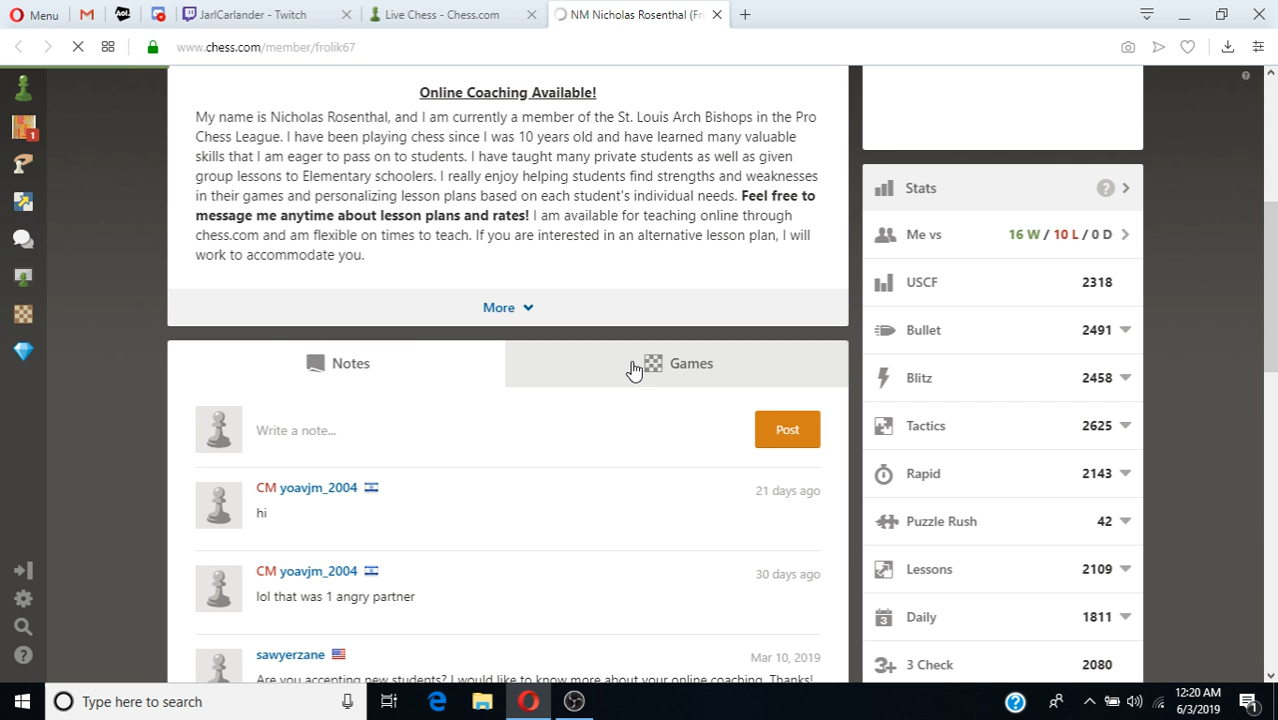 Menu
JarlCarlander - Twitch
Live Chess - Chess.com
NM Nicholas Rosenthal (Fr
www.chess.com/member/frolik67
1
Online Coaching Available!
My name is Nicholas Rosenthal, and I am currently a member of the St. Louis Arch Bishops in the Pro
Chess League. I have been playing chess since I was 10 years old and have learned many valuable
skills that I am eager to pass on to students. I have taught many private students as well as given
group lessons to Elementary schoolers. I really enjoy helping students find strengths and weaknesses
in their games and personalizing lesson plans based on each student's individual needs. Feel free to
message me anytime about lesson plans and rates! I am available for teaching online through
chess.com and am flexible on times to teach. If you are interested in an alternative lesson plan, I will
work to accommodate you.
More
Notes
Games
Write a note...
Post
CM yoavjm_2004
21 days ago
hi
CM yoavjm_2004
30 days ago
lol that was 1 angry partner
sawyerzane
Mar 10, 2019
Are you accepting new students? I would like to know more about your online coaching. Thanks!
Stats
Me vs 16 W / 10 L / 0 D
USCF 2318
Bullet 2491
Blitz 2458
Tactics 2625
Rapid 2143
Puzzle Rush 42
Lessons 2109
Daily 1811
3 Check 2080
Type here to search
12:20 AM
6/3/2019
1